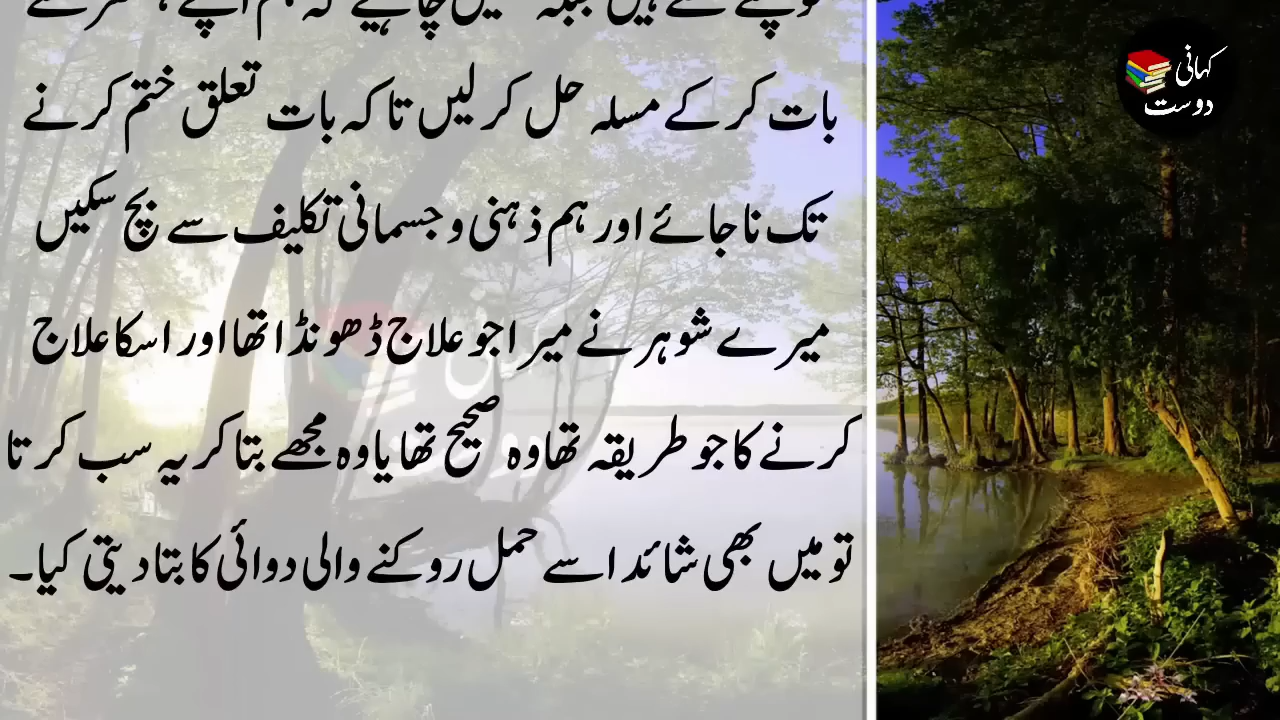 بات کر کے مسلہ حل کر لیں تاکہ بات تعلق ختم کرنے
تک نا جائے اور ہم ذہنی و جسمانی تکلیف سے بچ سکیں
میرے شوہر نے میرا جو علاج ڈھونڈا تھا اور اسکا علاج
کرنے کا جو طریقہ تھا وہ صحیح تھا یا وہ مجھے بتا کر یہ سب کرتا
تو میں بھی شائد اسے حمل روکنے والی دوائی کا بتا دیتی کیا۔
کہانی
دوست